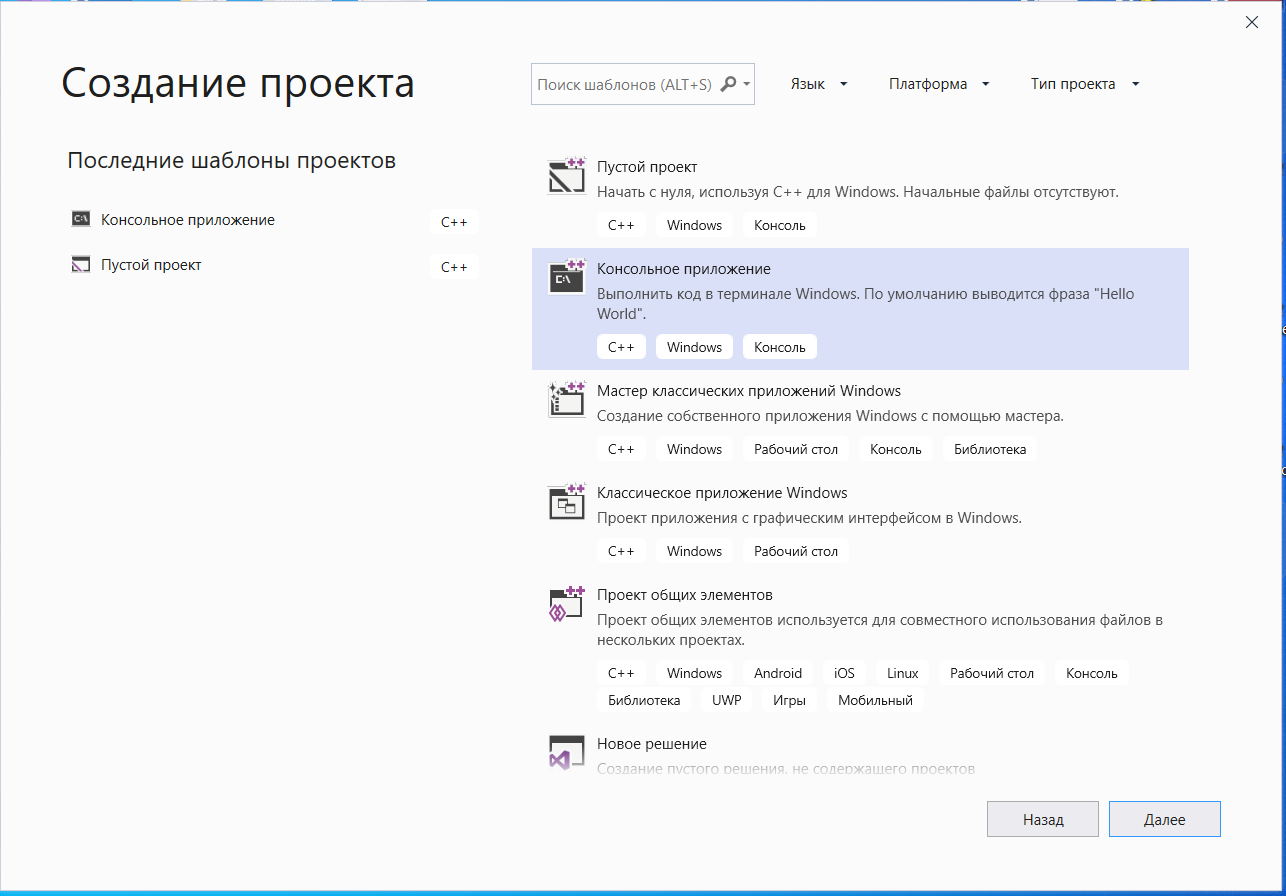 Создание проекта
Поиск шаблонов (ALT+S)
Язык
Платформа
Тип проекта
Последние шаблоны проектов
Консольное приложение
C++
Пустой проект
C++
Пустой проект
Начать с нуля, используя C++ для Windows. Начальные файлы отсутствуют.
C++ Windows Консоль
Консольное приложение
Выполнить код в терминале Windows. По умолчанию выводится фраза "Hello
World".
C++ Windows Консоль
Мастер классических приложений Windows
Создание собственного приложения Windows с помощью мастера.
C++ Windows Рабочий стол Консоль Библиотека
Классическое приложение Windows
Проект приложения с графическим интерфейсом в Windows.
C++ Windows Рабочий стол
Проект общих элементов
Проект общих элементов используется для совместного использования файлов в
нескольких проектах.
C++ Windows Android iOS Linux Рабочий стол Консоль
Библиотека UWP Игры Мобильный
Новое решение
Создание пустого решения, не содержащего проектов
Назад
Далее